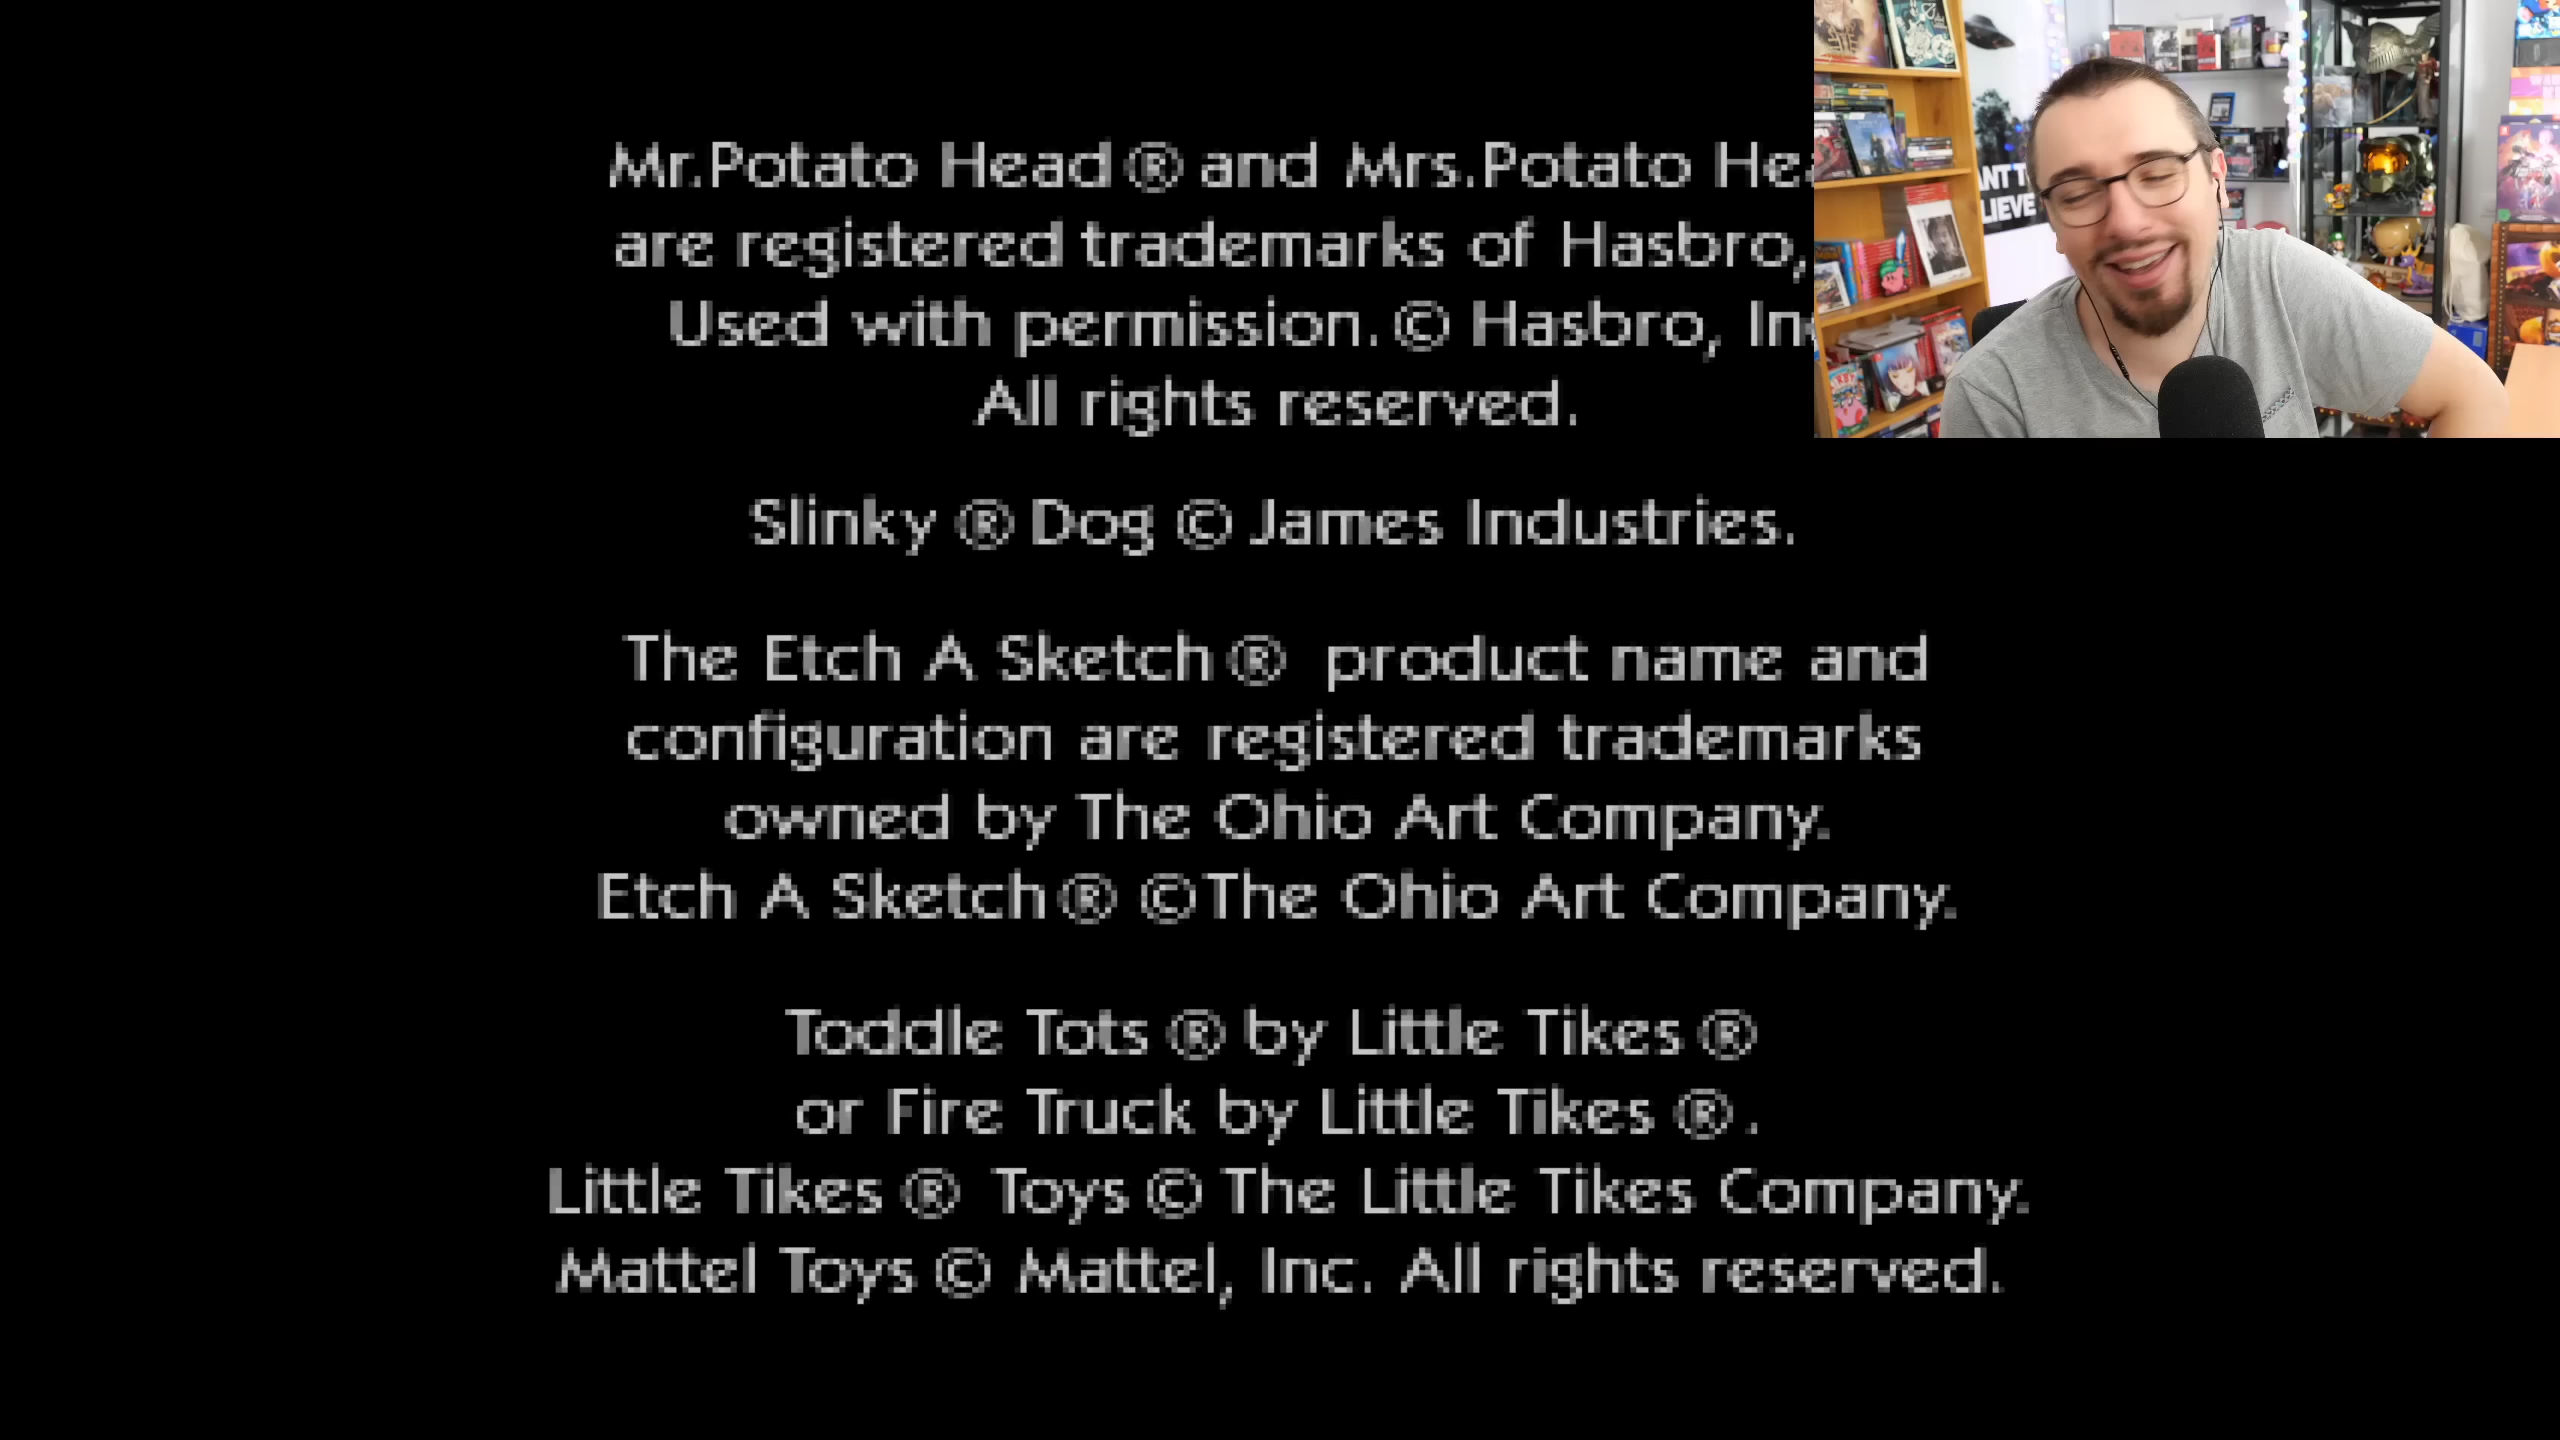 Mr.Potato Head ® and Mrs.Potato
are registered trademarks of Hasbro,
Used with permission. © Hasbro,
All rights reserved.
Slinky ® Dog © James Industries.
The Etch A Sketch ® product name and
configuration are registered trademarks
owned by The Ohio Art Company.
Etch A Sketch ® © The Ohio Art Company.
Toddle Tots ® by Little Tikes ®
or Fire Truck by Little Tikes ® .
Little Tikes ® Toys © The Little Tikes Company.
Mattel Toys © Mattel, Inc. All rights reserved.